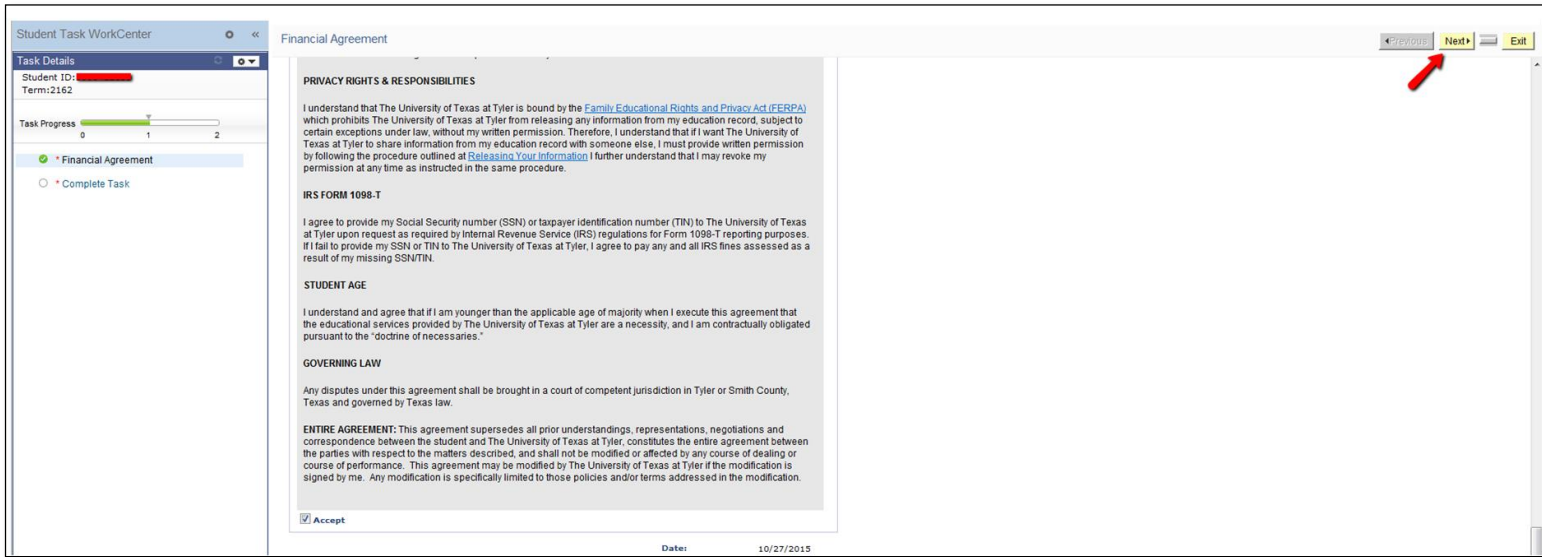 Student Task WorkCenter
Task Details
Student ID:
Term:2162
Task Progress
0 1 2
* Financial Agreement
* Complete Task
Financial Agreement
Previous Next Exit
PRIVACY RIGHTS & RESPONSIBILITIES
I understand that The University of Texas at Tyler is bound by the Family Educational Rights and Privacy Act (FERPA)
which prohibits The University of Texas at Tyler from releasing any information from my education record, subject to
certain exceptions under law, without my written permission. Therefore, I understand that if I want The University of
Texas at Tyler to share information from my education record with someone else, I must provide written permission
by following the procedure outlined at Releasing Your Information I further understand that I may revoke my
permission at any time as instructed in the same procedure.
IRS FORM 1098-T
I agree to provide my Social Security number (SSN) or taxpayer identification number (TIN) to The University of Texas
at Tyler upon request as required by Internal Revenue Service (IRS) regulations for Form 1098-T reporting purposes.
If I fail to provide my SSN or TIN to The University of Texas at Tyler, I agree to pay any and all IRS fines assessed as a
result of my missing SSN/TIN.
STUDENT AGE
I understand and agree that if I am younger than the applicable age of majority when I execute this agreement that
the educational services provided by The University of Texas at Tyler are a necessity, and I am contractually obligated
pursuant to the "doctrine of necessaries."
GOVERNING LAW
Any disputes under this agreement shall be brought in a court of competent jurisdiction in Tyler or Smith County,
Texas and governed by Texas law.
ENTIRE AGREEMENT: This agreement supersedes all prior understandings, representations, negotiations and
correspondence between the student and The University of Texas at Tyler, constitutes the entire agreement between
the parties with respect to the matters described, and shall not be modified or affected by any course of dealing or
course of performance. This agreement may be modified by The University of Texas at Tyler if the modification is
signed by me. Any modification is specifically limited to those policies and/or terms addressed in the modification.
Accept
Date: 10/27/2015